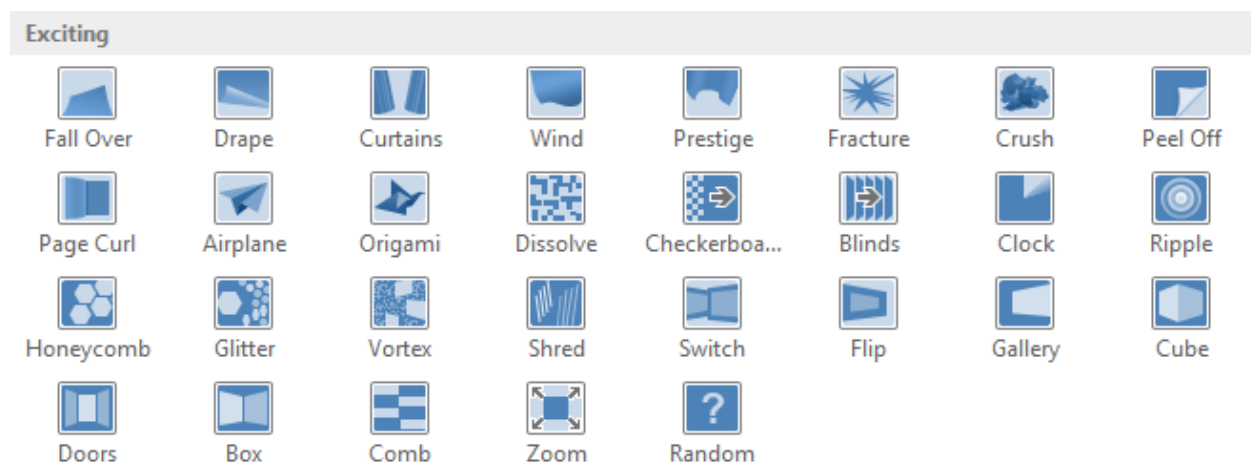 Exciting
Fall Over Drape Curtains Wind Prestige Fracture Crush Peel Off
Page Curl Airplane Origami Dissolve Checkerboa... Blinds Clock Ripple
Honeycomb Glitter Vortex Shred Switch Flip Gallery Cube
?
Doors Box Comb Zoom Random